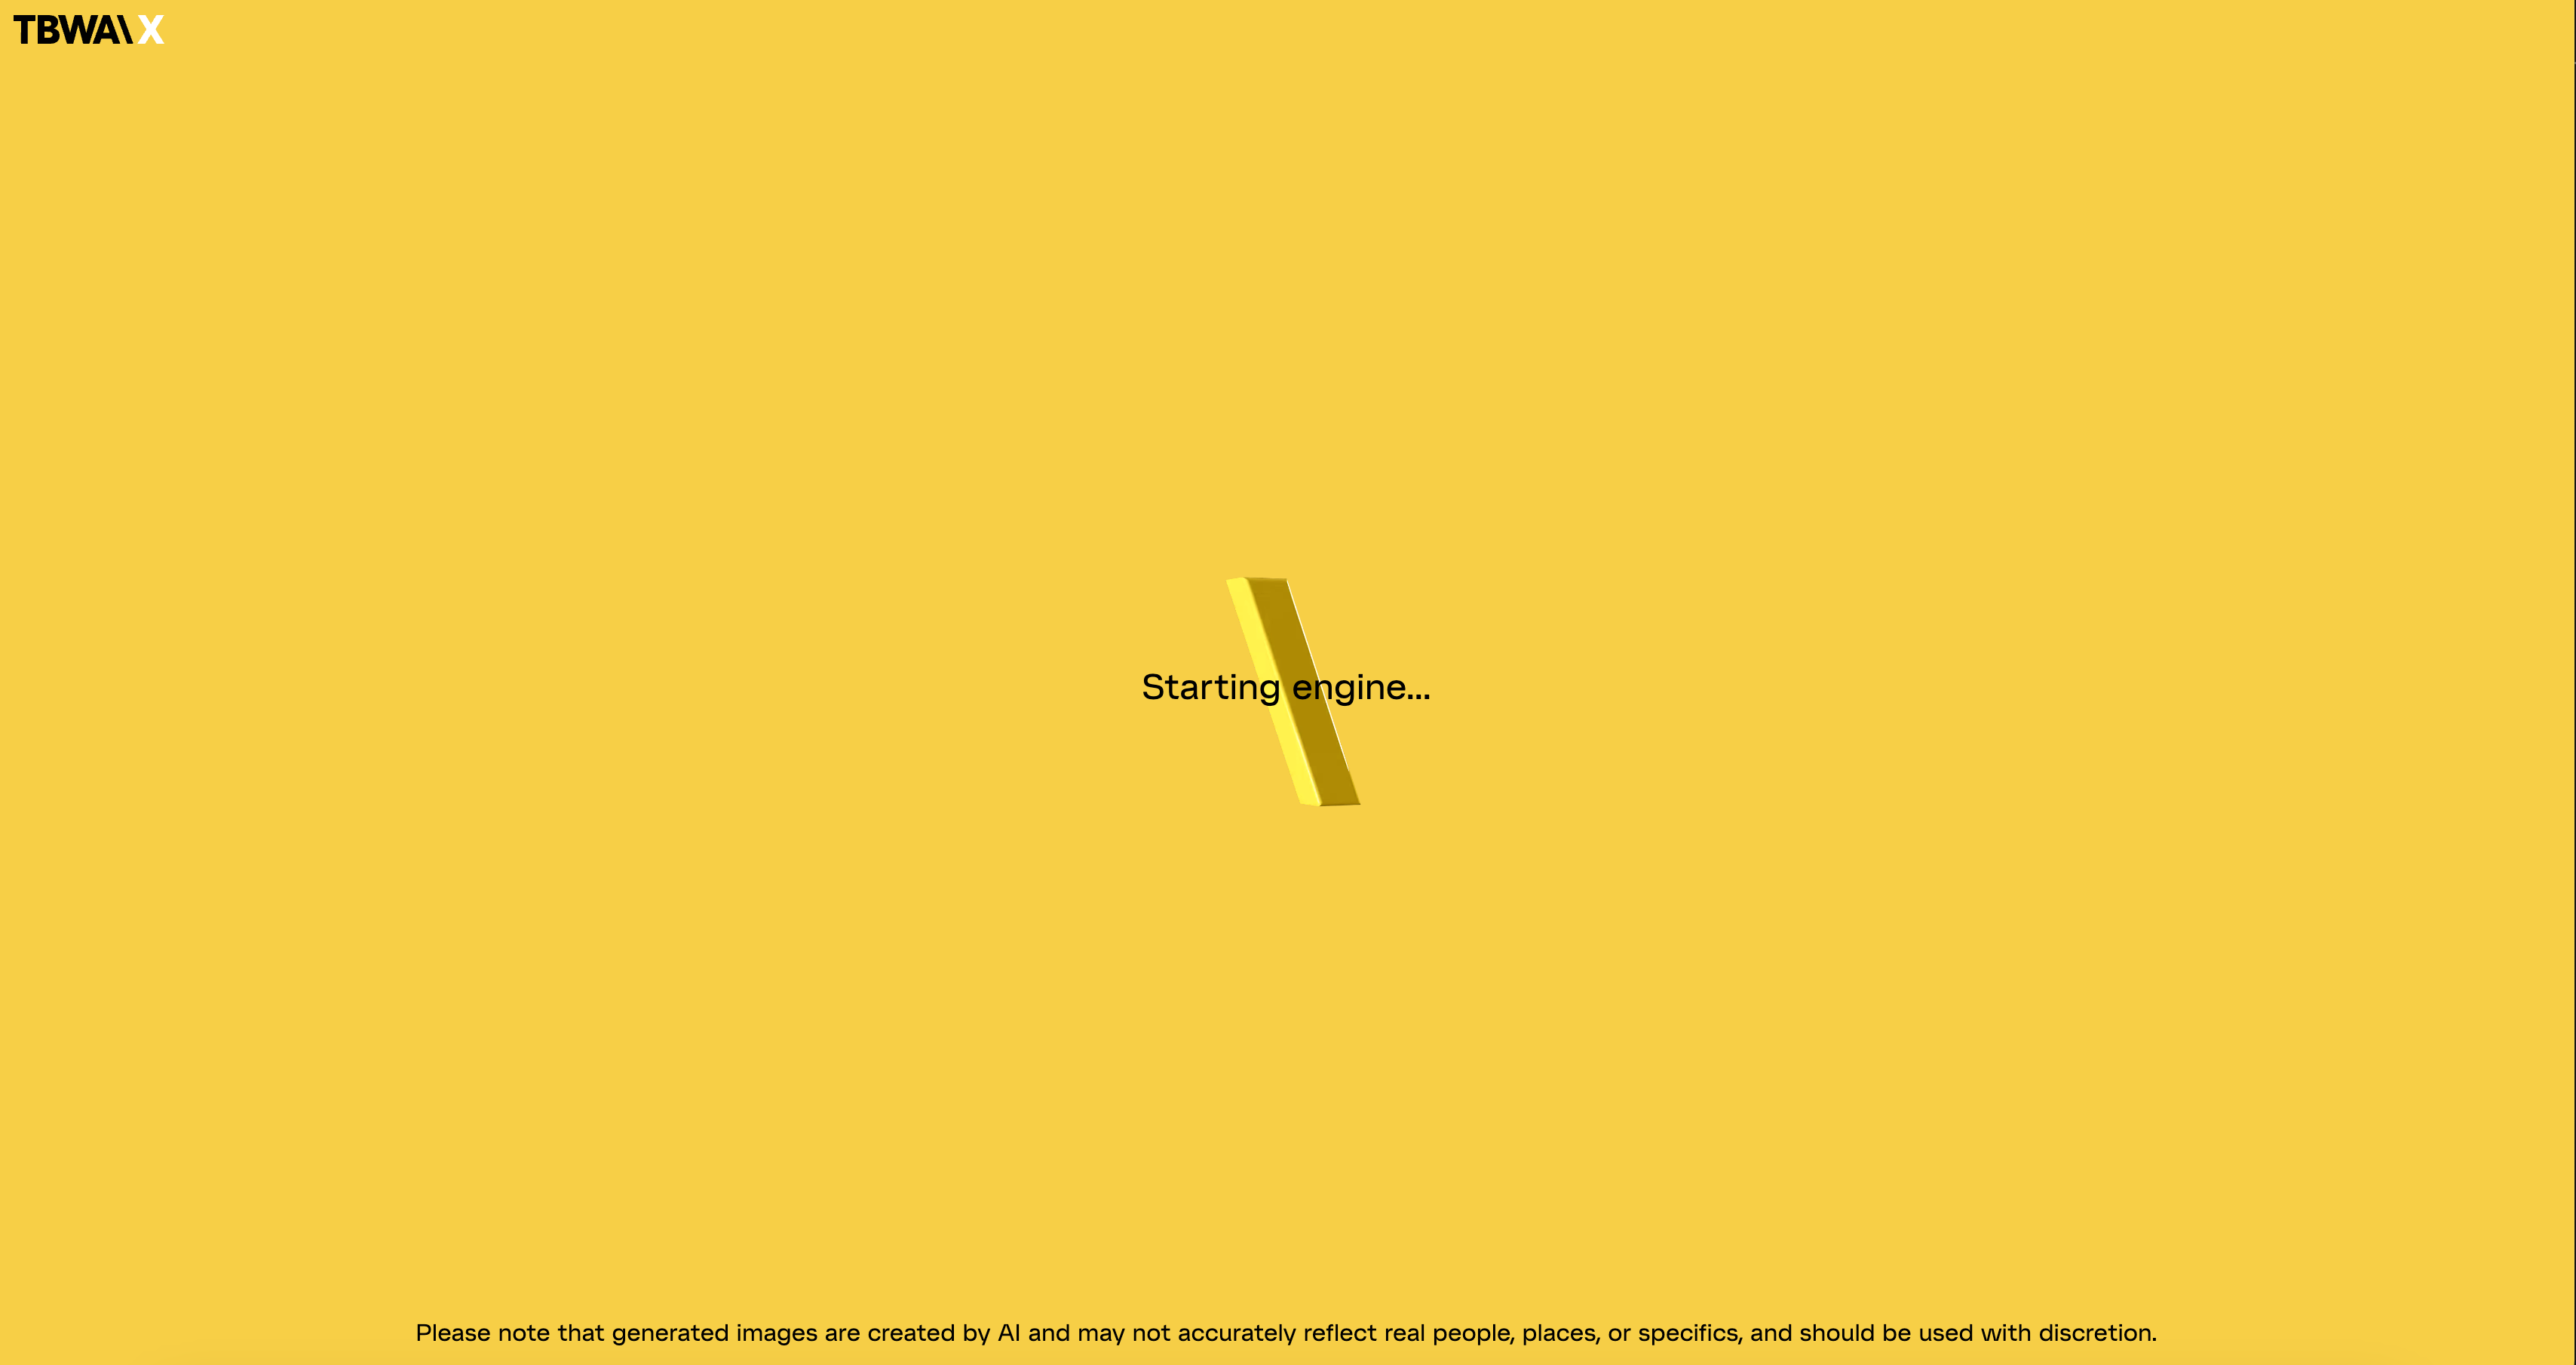 TBWA\ X
Starting engine...
Please note that generated images are created by AI and may not accurately reflect real people, places, or specifics, and should be used with discretion.